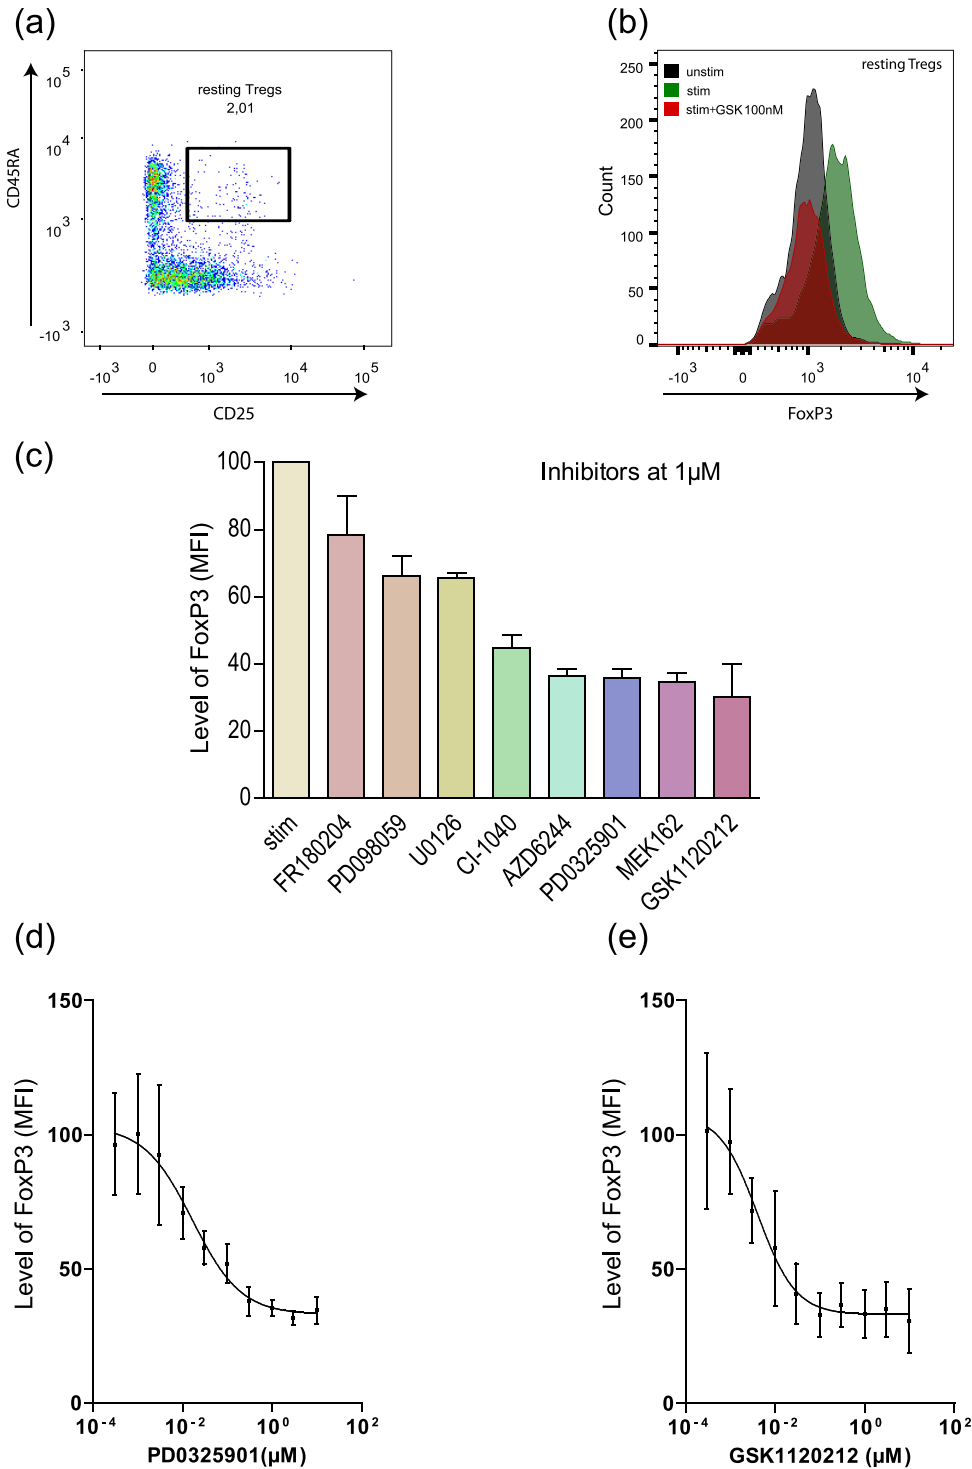 (a)
resting Tregs
2,01
10 5
10 4
10 3
-10 3
CD45RA
-10 3
0
10 3
10 4
10 5
CD25
(b)
resting Tregs
unstim
stim
stim+GSK100nM
250
200
150
100
50
0
Count
-10 3
0
10 3
10 4
FoxP3
(c)
Inhibitors at 1µM
100
80
60
40
20
0
Level of FoxP3 (MFI)
stim
FR180204
PD098059
U0126
CI-1040
AZD6244
PD0325901
MEK162
GSK1120212
(d)
150
100
50
0
Level of FoxP3 (MFI)
10 -4
10 -2
10 0
10 2
PD0325901(µM)
(e)
150
100
50
0
Level of FoxP3 (MFI)
10 -4
10 -2
10 0
10 2
GSK1120212 (µM)